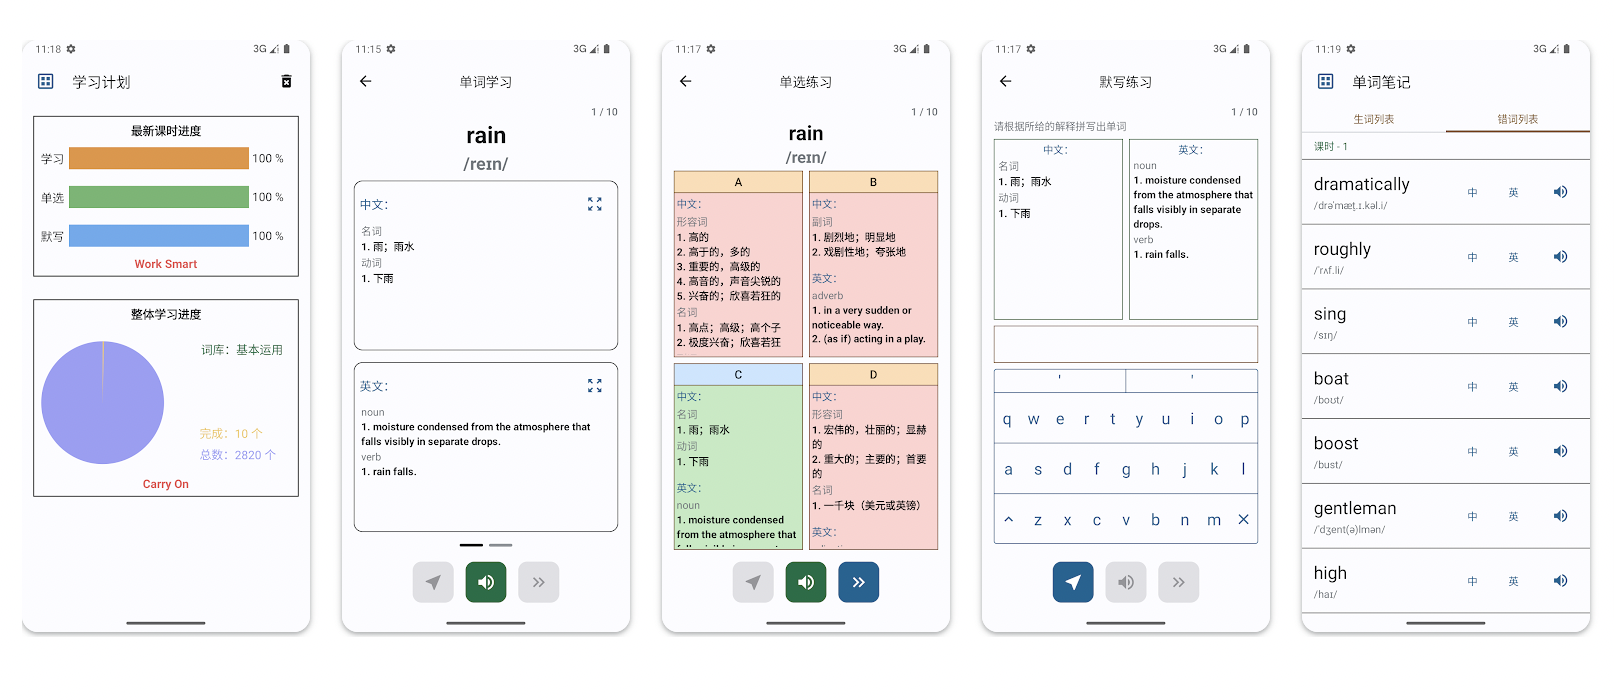 11:18
3G
学习计划
最新课时进度
学习
100 %
单选
100 %
默写
100 %
Work Smart
整体学习进度
词库：基本运用
完成：10 个
总数：2820 个
Carry On
11:15
3G
单词学习
1 / 10
rain
/reɪn/
中文：
名词
1. 雨；雨水
动词
1. 下雨
英文：
noun
1. moisture condensed from the atmosphere that
falls visibly in separate drops.
verb
1. rain falls.
11:17
3G
单选练习
1 / 10
rain
/reɪn/
A
中文：
形容词
1. 高的
2. 高于的，多的
3. 重要的，高级的
4. 高音的，声音尖锐的
5. 兴奋的；欣喜若狂的
名词
1. 高点；高级；高个子
2. 极度兴奋；欣喜若狂
B
中文：
副词
1. 剧烈地；明显地
2. 戏剧性地；夸张地
英文：
adverb
1. in a very sudden or
noticeable way.
2. (as if) acting in a play.
C
中文：
名词
1. 雨；雨水
动词
1. 下雨
英文：
noun
1. moisture condensed
from the atmosphere that
D
中文：
形容词
1. 宏伟的，壮丽的；显赫
的
2. 重大的；主要的；首要
的
名词
1. 一千块（美元或英镑）
英文：
11:17
3G
默写练习
1 / 10
请根据所给的解释拼写出单词
中文：
名词
1. 雨；雨水
动词
1. 下雨
英文：
noun
1. moisture condensed
from the atmosphere that
falls visibly in separate
drops.
verb
1. rain falls.
' '
q w e r t y u i o p
a s d f g h j k l
^ z x c v b n m ×
11:19
3G
单词笔记
生词列表 错词列表
课时 - 1
dramatically
/drəˈmæt̬.ɪ.kəl.i/
中 英
roughly
/ˈrʌf.li/
中 英
sing
/sɪŋ/
中 英
boat
/boʊt/
中 英
boost
/bust/
中 英
gentleman
/ˈdʒent(ə)lmən/
中 英
high
/haɪ/
中 英